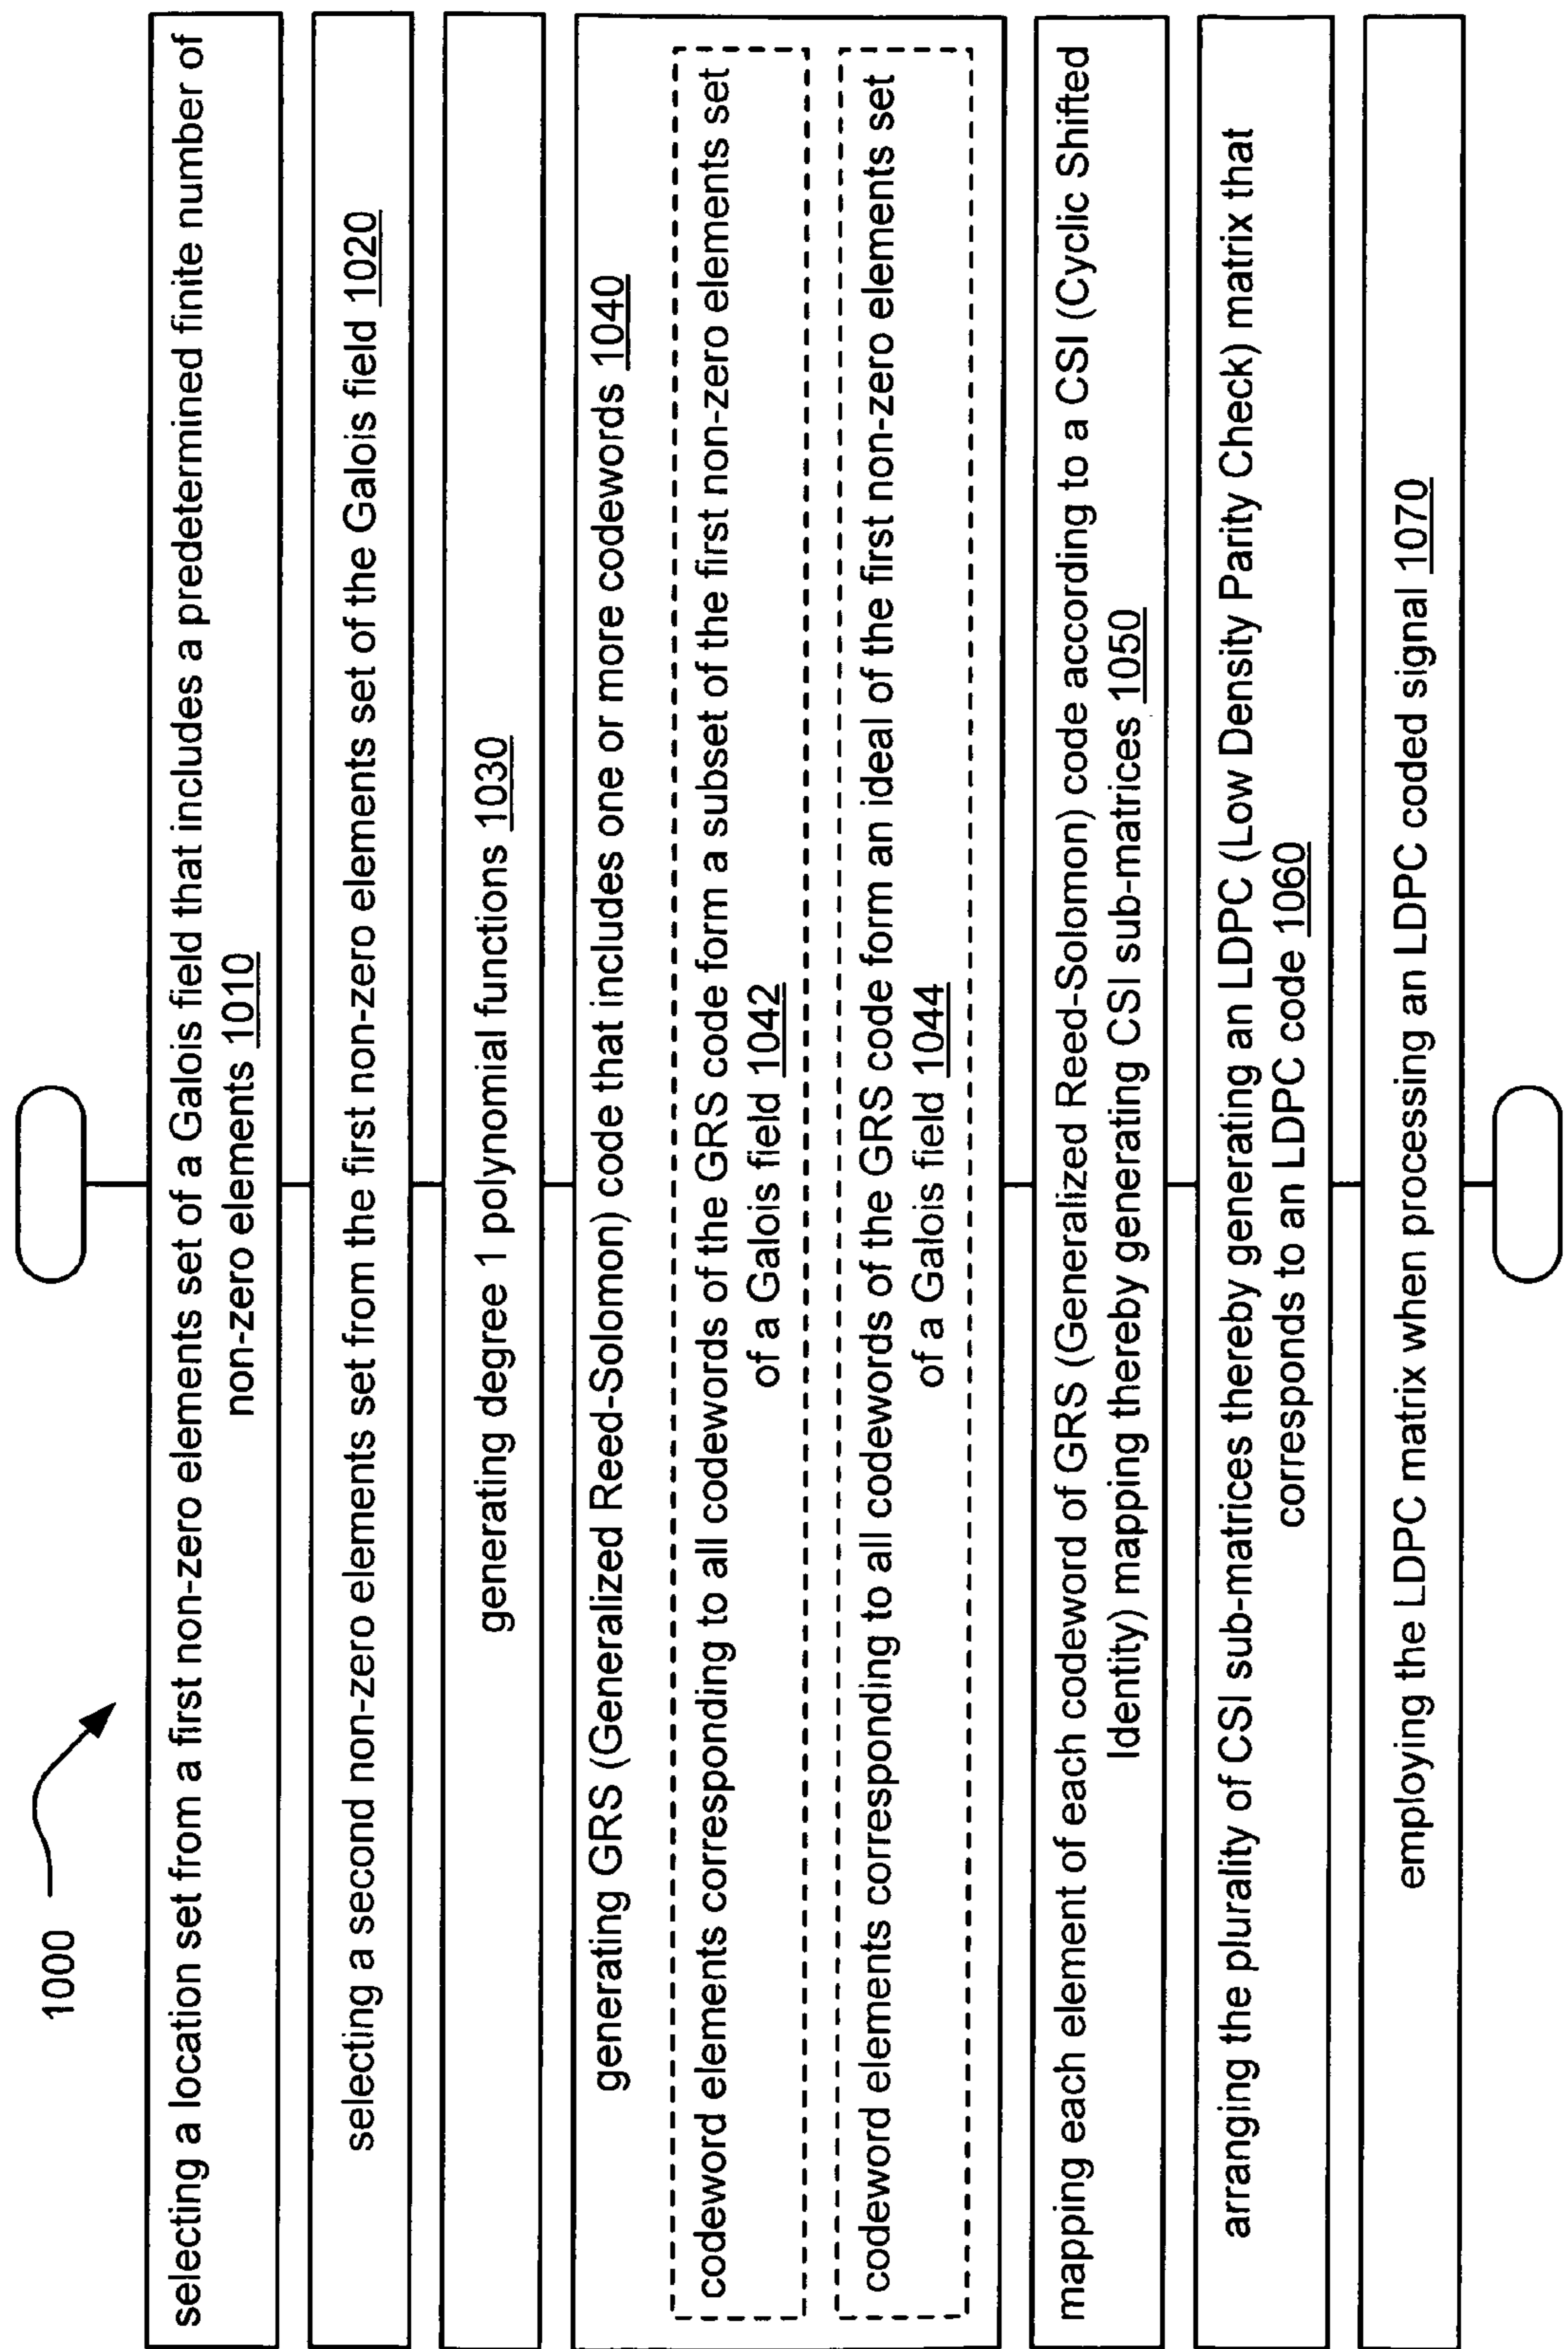 1000
selecting a location set from a first non-zero elements set of a Galois field that includes a predetermined finite number of
non-zero elements 1010
selecting a second non-zero elements set from the first non-zero elements set of the Galois field 1020
generating degree 1 polynomial functions 1030
generating GRS (Generalized Reed-Solomon) code that includes one or more codewords 1040
codeword elements corresponding to all codewords of the GRS code form a subset of the first non-zero elements set
of a Galois field 1042
codeword elements corresponding to all codewords of the GRS code form an ideal of the first non-zero elements set
of a Galois field 1044
mapping each element of each codeword of GRS (Generalized Reed-Solomon) code according to a CSI (Cyclic Shifted
Identity) mapping thereby generating CSI sub-matrices 1050
arranging the plurality of CSI sub-matrices thereby generating an LDPC (Low Density Parity Check) matrix that
corresponds to an LDPC code 1060
employing the LDPC matrix when processing an LDPC coded signal 1070